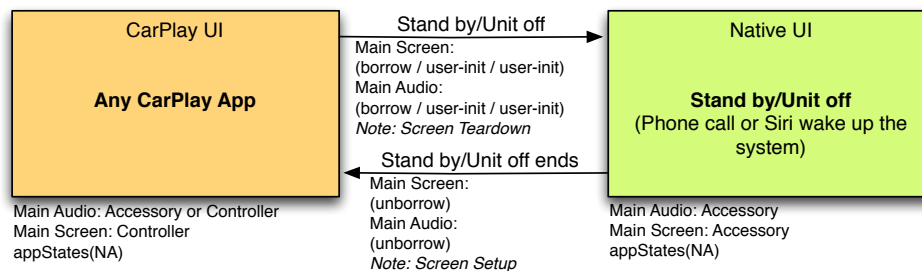 CarPlay UI
Any CarPlay App
Main Audio: Accessory or Controller
Main Screen: Controller
appStates(NA)
Stand by/Unit off
Main Screen:
(borrow / user-init / user-init)
Main Audio:
(borrow / user-init / user-init)
Note: Screen Teardown
Stand by/Unit off ends
Main Screen:
(unborrow)
Main Audio:
(unborrow)
Note: Screen Setup
Native UI
Stand by/Unit off
(Phone call or Siri wake up the
system)
Main Audio: Accessory
Main Screen: Accessory
appStates(NA)